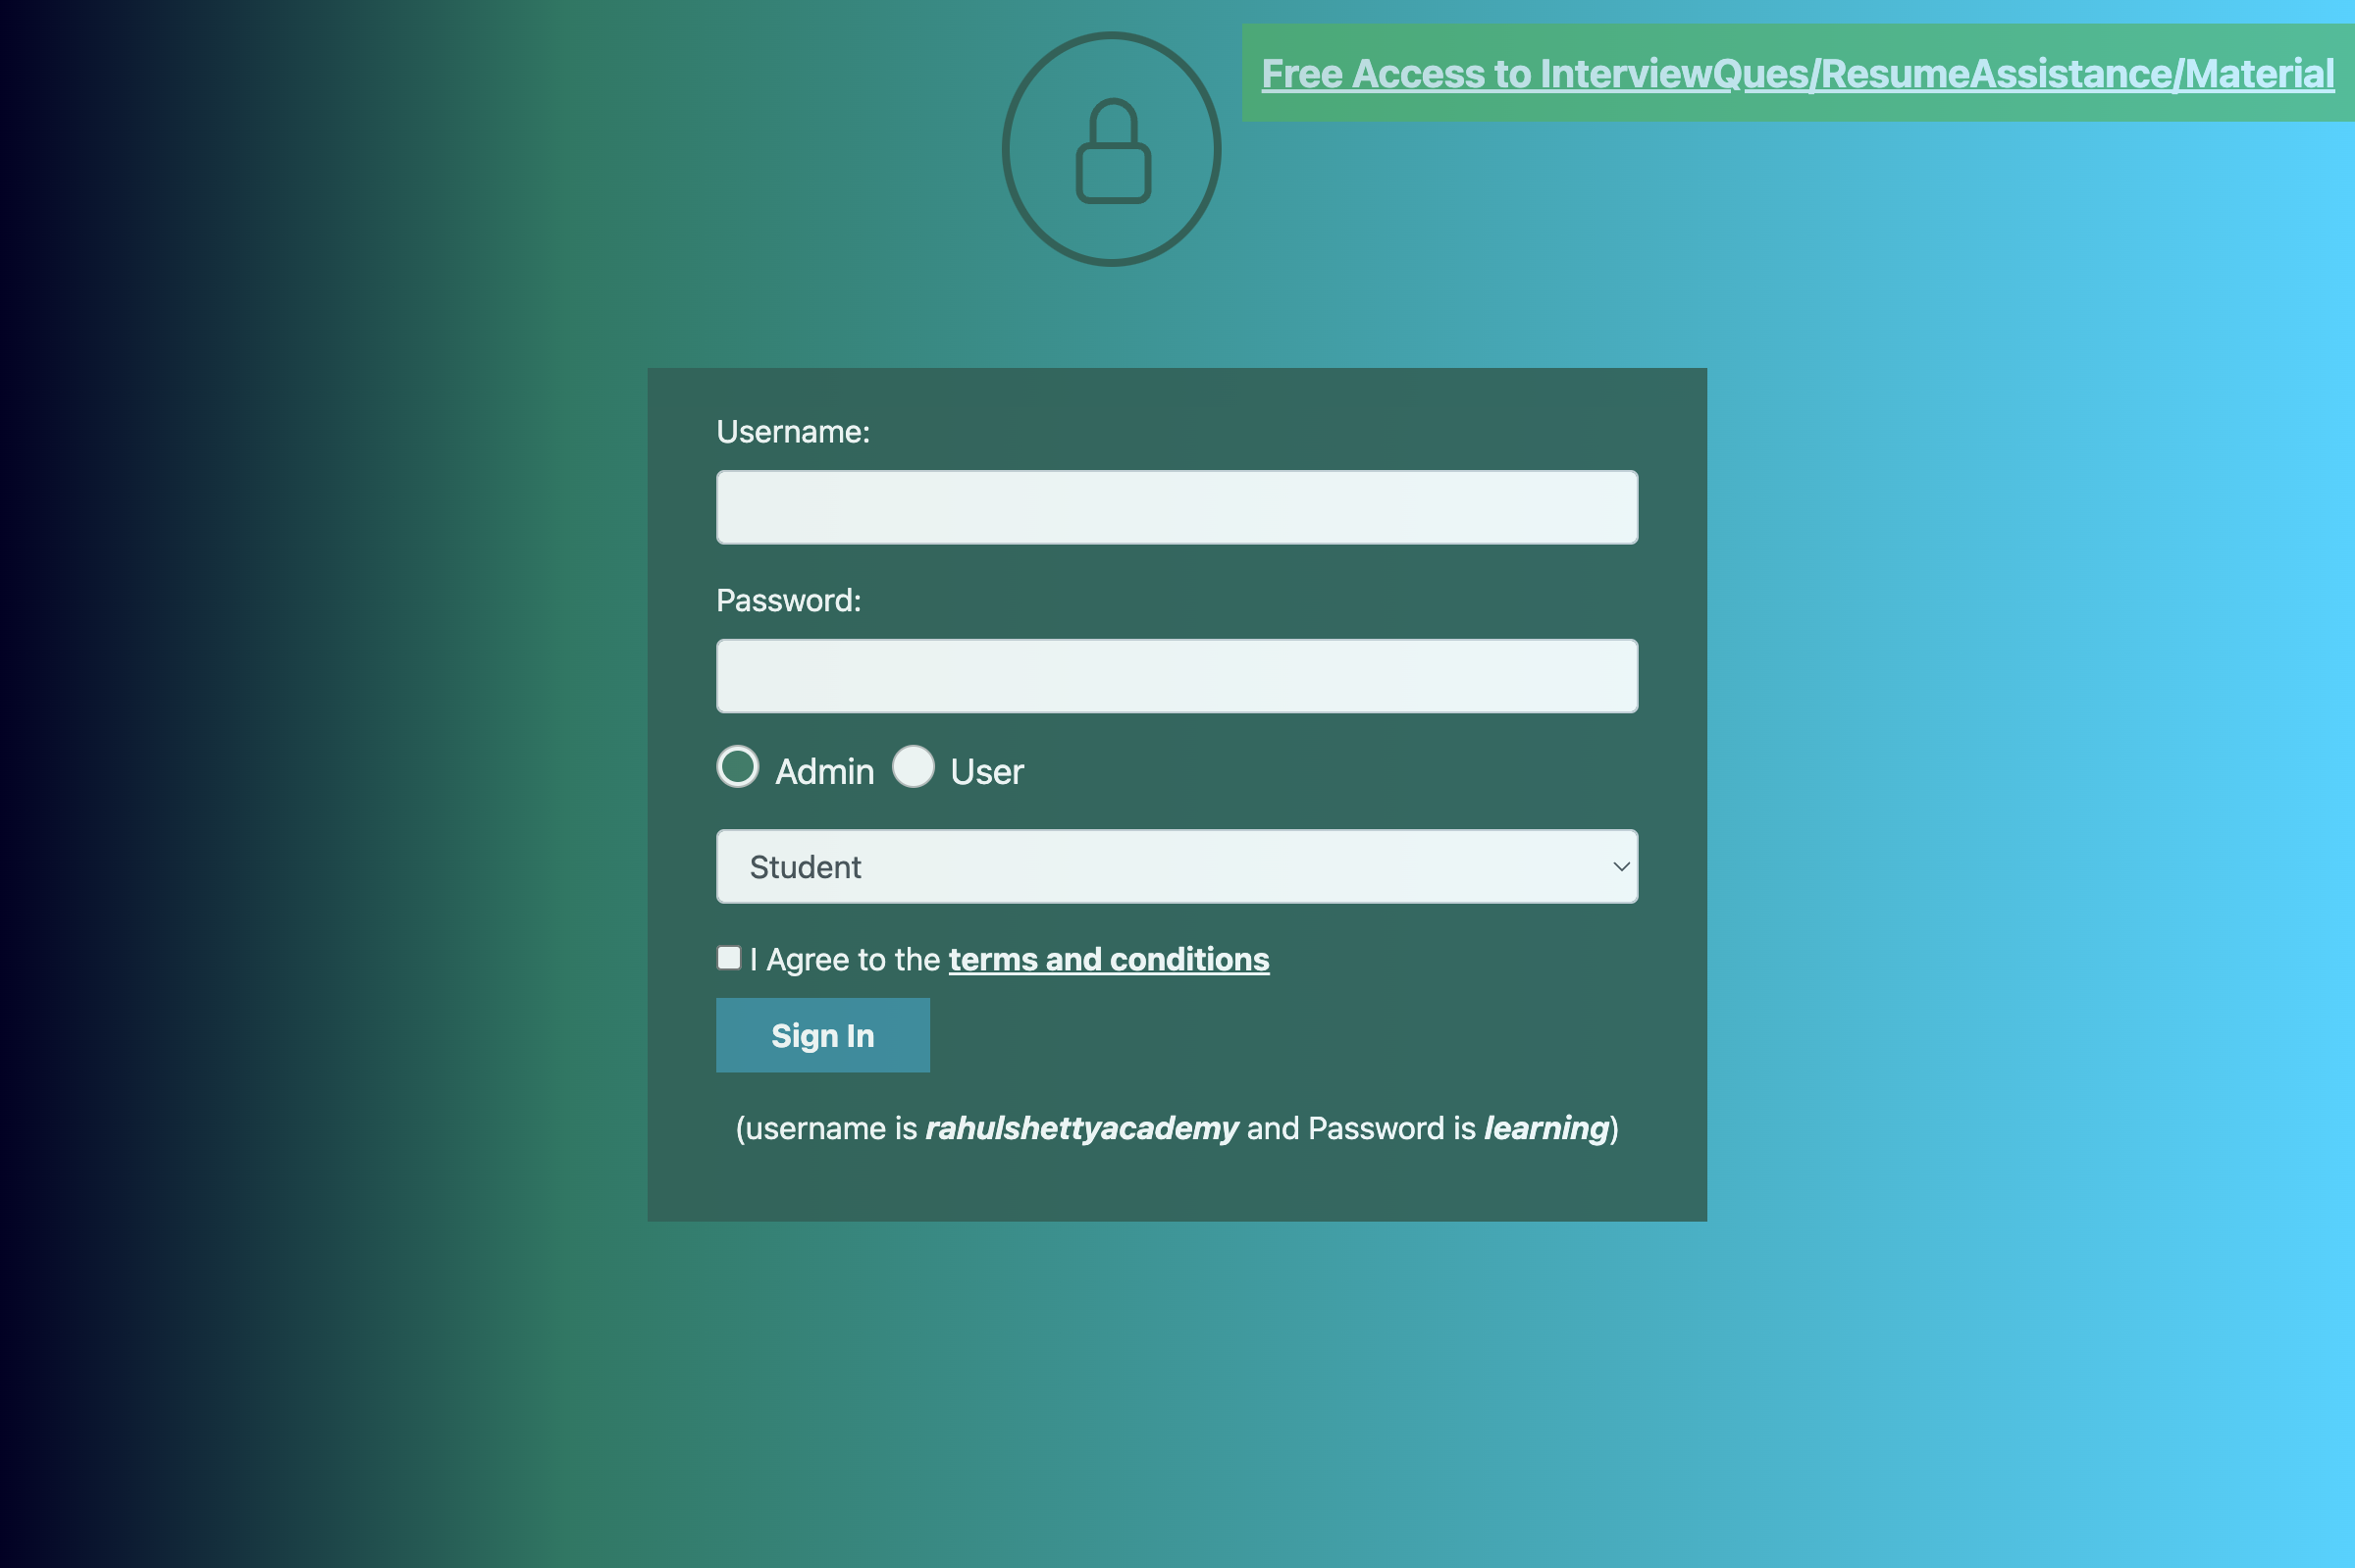 Free Access to InterviewQues/ResumeAssistance/Material
Username:
Password:
Admin User
Student
I Agree to the terms and conditions
Sign In
(username is rahulshettyacademy and Password is learning)